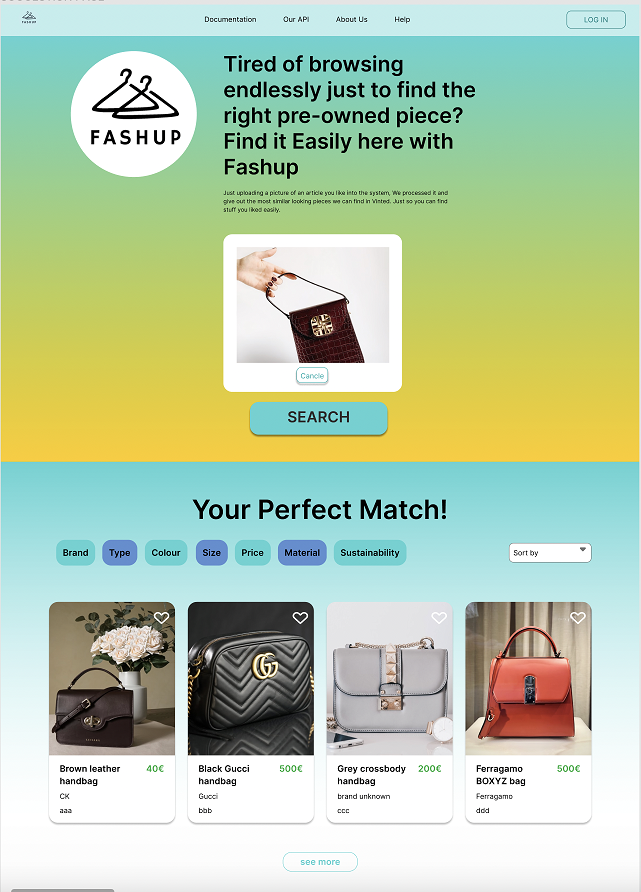 FASHUP
Documentation
Our API
About Us
Help
LOG IN
FASHUP
Tired of browsing
endlessly just to find the
right pre-owned piece?
Find it Easily here with
Fashup
Just uploading a picture of an article you like into the system, We processed it and
give out the most similar looking pieces we can find in Vinted. Just so you can find
stuff you liked easily.
Cancle
SEARCH
Your Perfect Match!
Brand
Type
Colour
Size
Price
Material
Sustainability
Sort by
Brown leather
handbag
40€
CK
aaa
Black Gucci
handbag
500€
Gucci
bbb
Grey crossbody
handbag
200€
brand unknown
ccc
Ferragamo
BOXYZ bag
500€
Ferragamo
ddd
see more